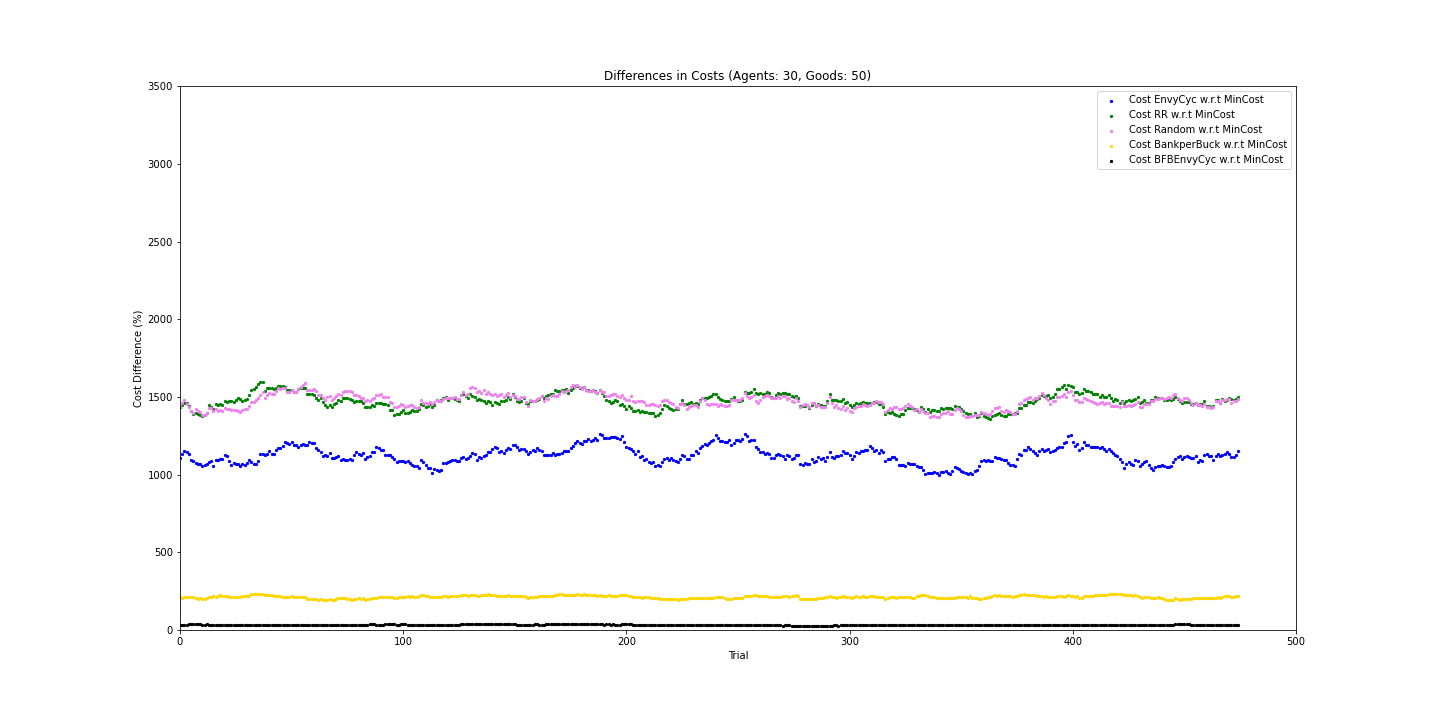 Differences in Costs (Agents: 30, Goods: 50)
Cost EnvyCyc w.r.t MinCost
Cost RR w.r.t MinCost
Cost Random w.r.t MinCost
Cost BankperBuck w.r.t MinCost
Cost BFBEnvyCyc w.r.t MinCost
Cost Difference (%)
3500
3000
2500
2000
1500
1000
500
0
0 100 200 300 400 500
Trial